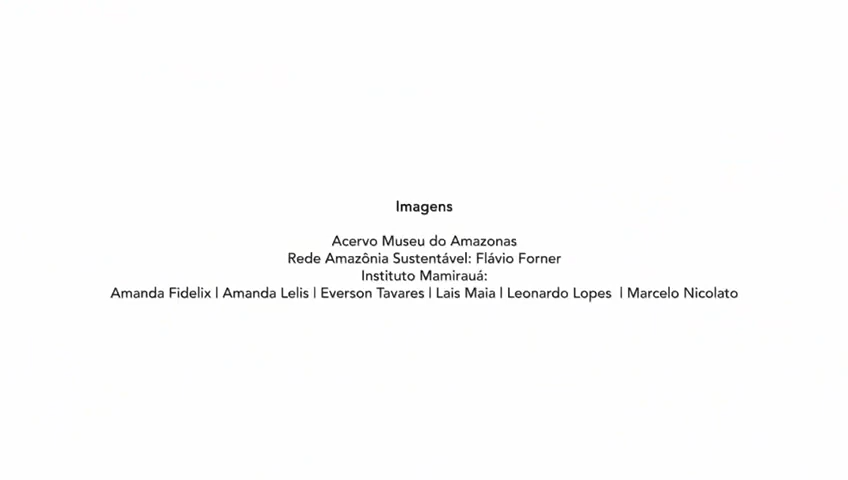 Imagens
Acervo Museu do Amazonas
Rede Amazônia Sustentável: Flávio Forner
Instituto Mamirauá:
Amanda Fidelix | Amanda Lelis | Everson Tavares | Lais Maia | Leonardo Lopes | Marcelo Nicolato